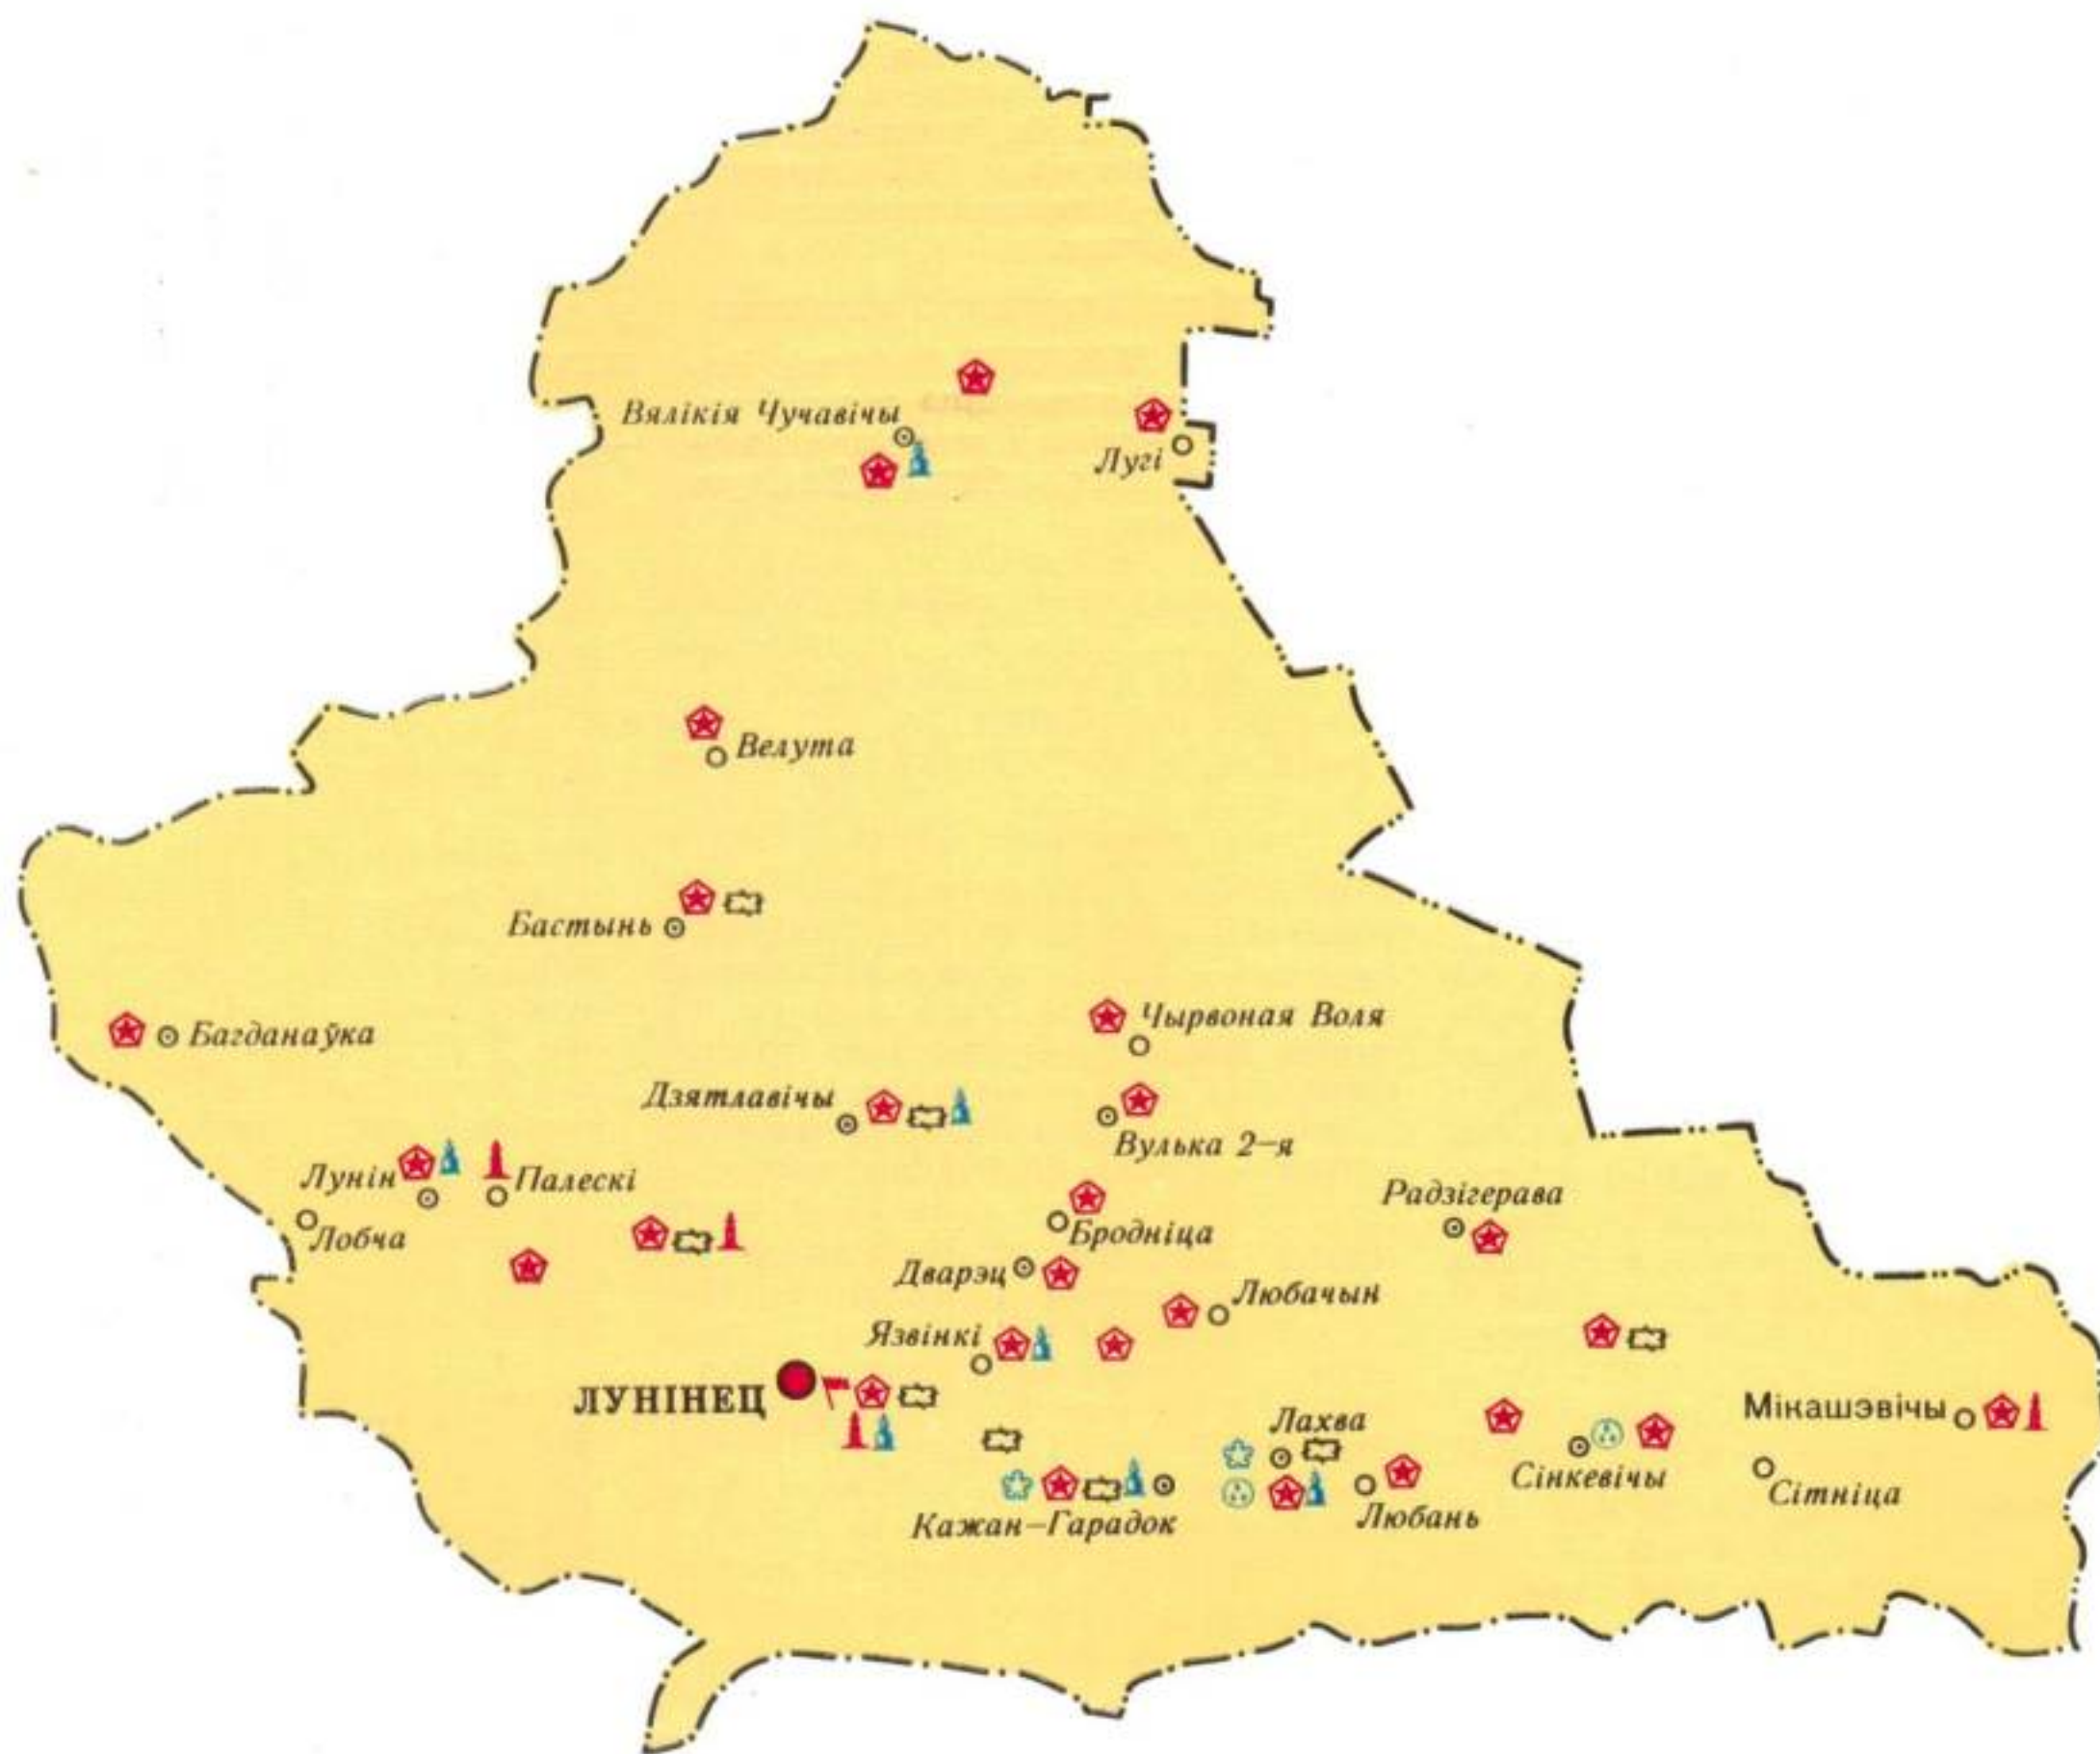 Вялікія Чучавічы
Лугі
Велута
Бастынь
Чырвоная Воля
Багданаўка
Дзятлавічы
Вулька 2-я
Лунін
Палескі
Радзігерава
Лобча
Бродніца
Дварэц
Любачын
Язвінкі
ЛУНІНЕЦ
Мікашэвічы
Лахва
Сінкевічы
Сітніца
Кажан-Гарадок
Любань